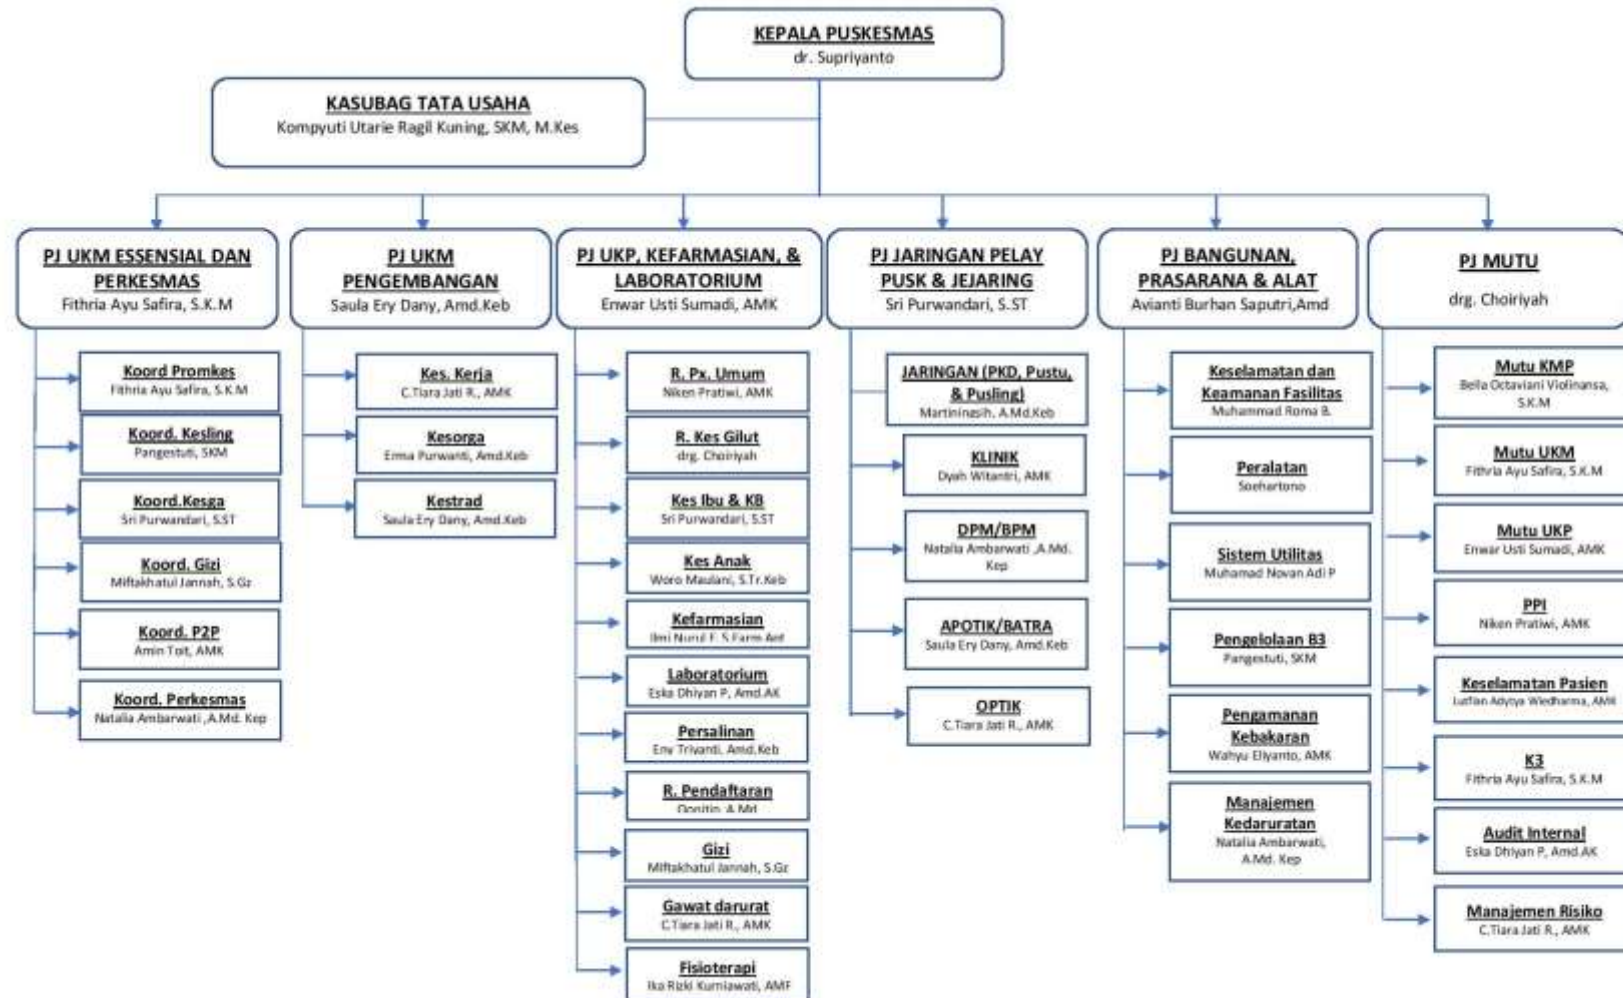 KEPALA PUSKESMAS
dr. Supriyanto
KASUBAG TATA USAHA
Kompyuti Utarie Ragil Kuning, SKM, M.Kes
PJ UKM ESSENSIAL DAN
PERKESMAS
Fithria Ayu Safira, S.K.M
Koord Promkes
Fithria Ayu Safira, S.K.M
Koord. Kesling
Pangestuti, SKM
Koord.Kesga
Sri Purwandari, S.ST
Koord. Gizi
Miftakhatul Jannah, S.Gz
Koord. P2P
Amin Toit, AMK
Koord. Perkesmas
Natalia Ambarwati ,A.Md. Kep
PJ UKM
PENGEMBANGAN
Saula Ery Dany, Amd.Keb
Kes. Kerja
C.Tiara Jati R., AMK
Kesorga
Erma Purwanti, Amd.Keb
Kestrad
Saula Ery Dany, Amd.Keb
PJ UKP, KEFARMASIAN, &
LABORATORIUM
Enwar Usti Sumadi, AMK
R. Px. Umum
Niken Pratiwi, AMK
R. Kes Gilut
drg. Choiriyah
Kes Ibu & KB
Sri Purwandari, S.ST
Kes Anak
Woro Maulani, S.Tr.Keb
Kefarmasian
Ilmi Nurul F. S.Farm
Laboratorium
Eska Dhiyan P, Amd.AK
Persalinan
Eny Triyanti. Amd.Keb
R. Pendaftaran
A.Md
Gizi
Miftakhatul Jannah, S.Gz
Gawat darurat
C.Tiara Jati R., AMK
Fisioterapi
Ika Rizki Kurniawati, AMF
PJ JARINGAN PELAY
PUSK & JEJARING
Sri Purwandari, S.ST
JARINGAN (PKD, Pustu,
& Pusling)
Martiningsih, A.Md.Keb
KLINIK
Dyah Witantri, AMK
DPM/BPM
Natalia Ambarwati ,A.Md.
Kep
APOTIK/BATRA
Saula Ery Dany, Amd.Keb
OPTIK
C.Tiara Jati R., AMK
PJ BANGUNAN,
PRASARANA & ALAT
Avianti Burhan Saputri,Amd
Keselamatan dan
Keamanan Fasilitas
Muhammad Roma B.
Peralatan
Soehartono
Sistem Utilitas
Muhamad Novan Adi P
Pengelolaan B3
Pangestuti, SKM
Pengamanan
Kebakaran
Wahyu Eliyanto, AMK
Manajemen
Kedaruratan
Natalia Ambarwati,
A.Md. Kep
PJ MUTU
drg. Choiriyah
Mutu KMP
Bella Octaviani Violinansa,
S.K.M
Mutu UKM
Fithria Ayu Safira, S.K.M
Mutu UKP
Enwar Usti Sumadi, AMK
PPI
Niken Pratiwi, AMK
Keselamatan Pasien
Lutfian Adytya Wiedharma, AMK
K3
Fithria Ayu Safira, S.K.M
Audit Internal
Eska Dhiyan P, Amd.AK
Manajemen Risiko
C.Tiara Jati R., AMK